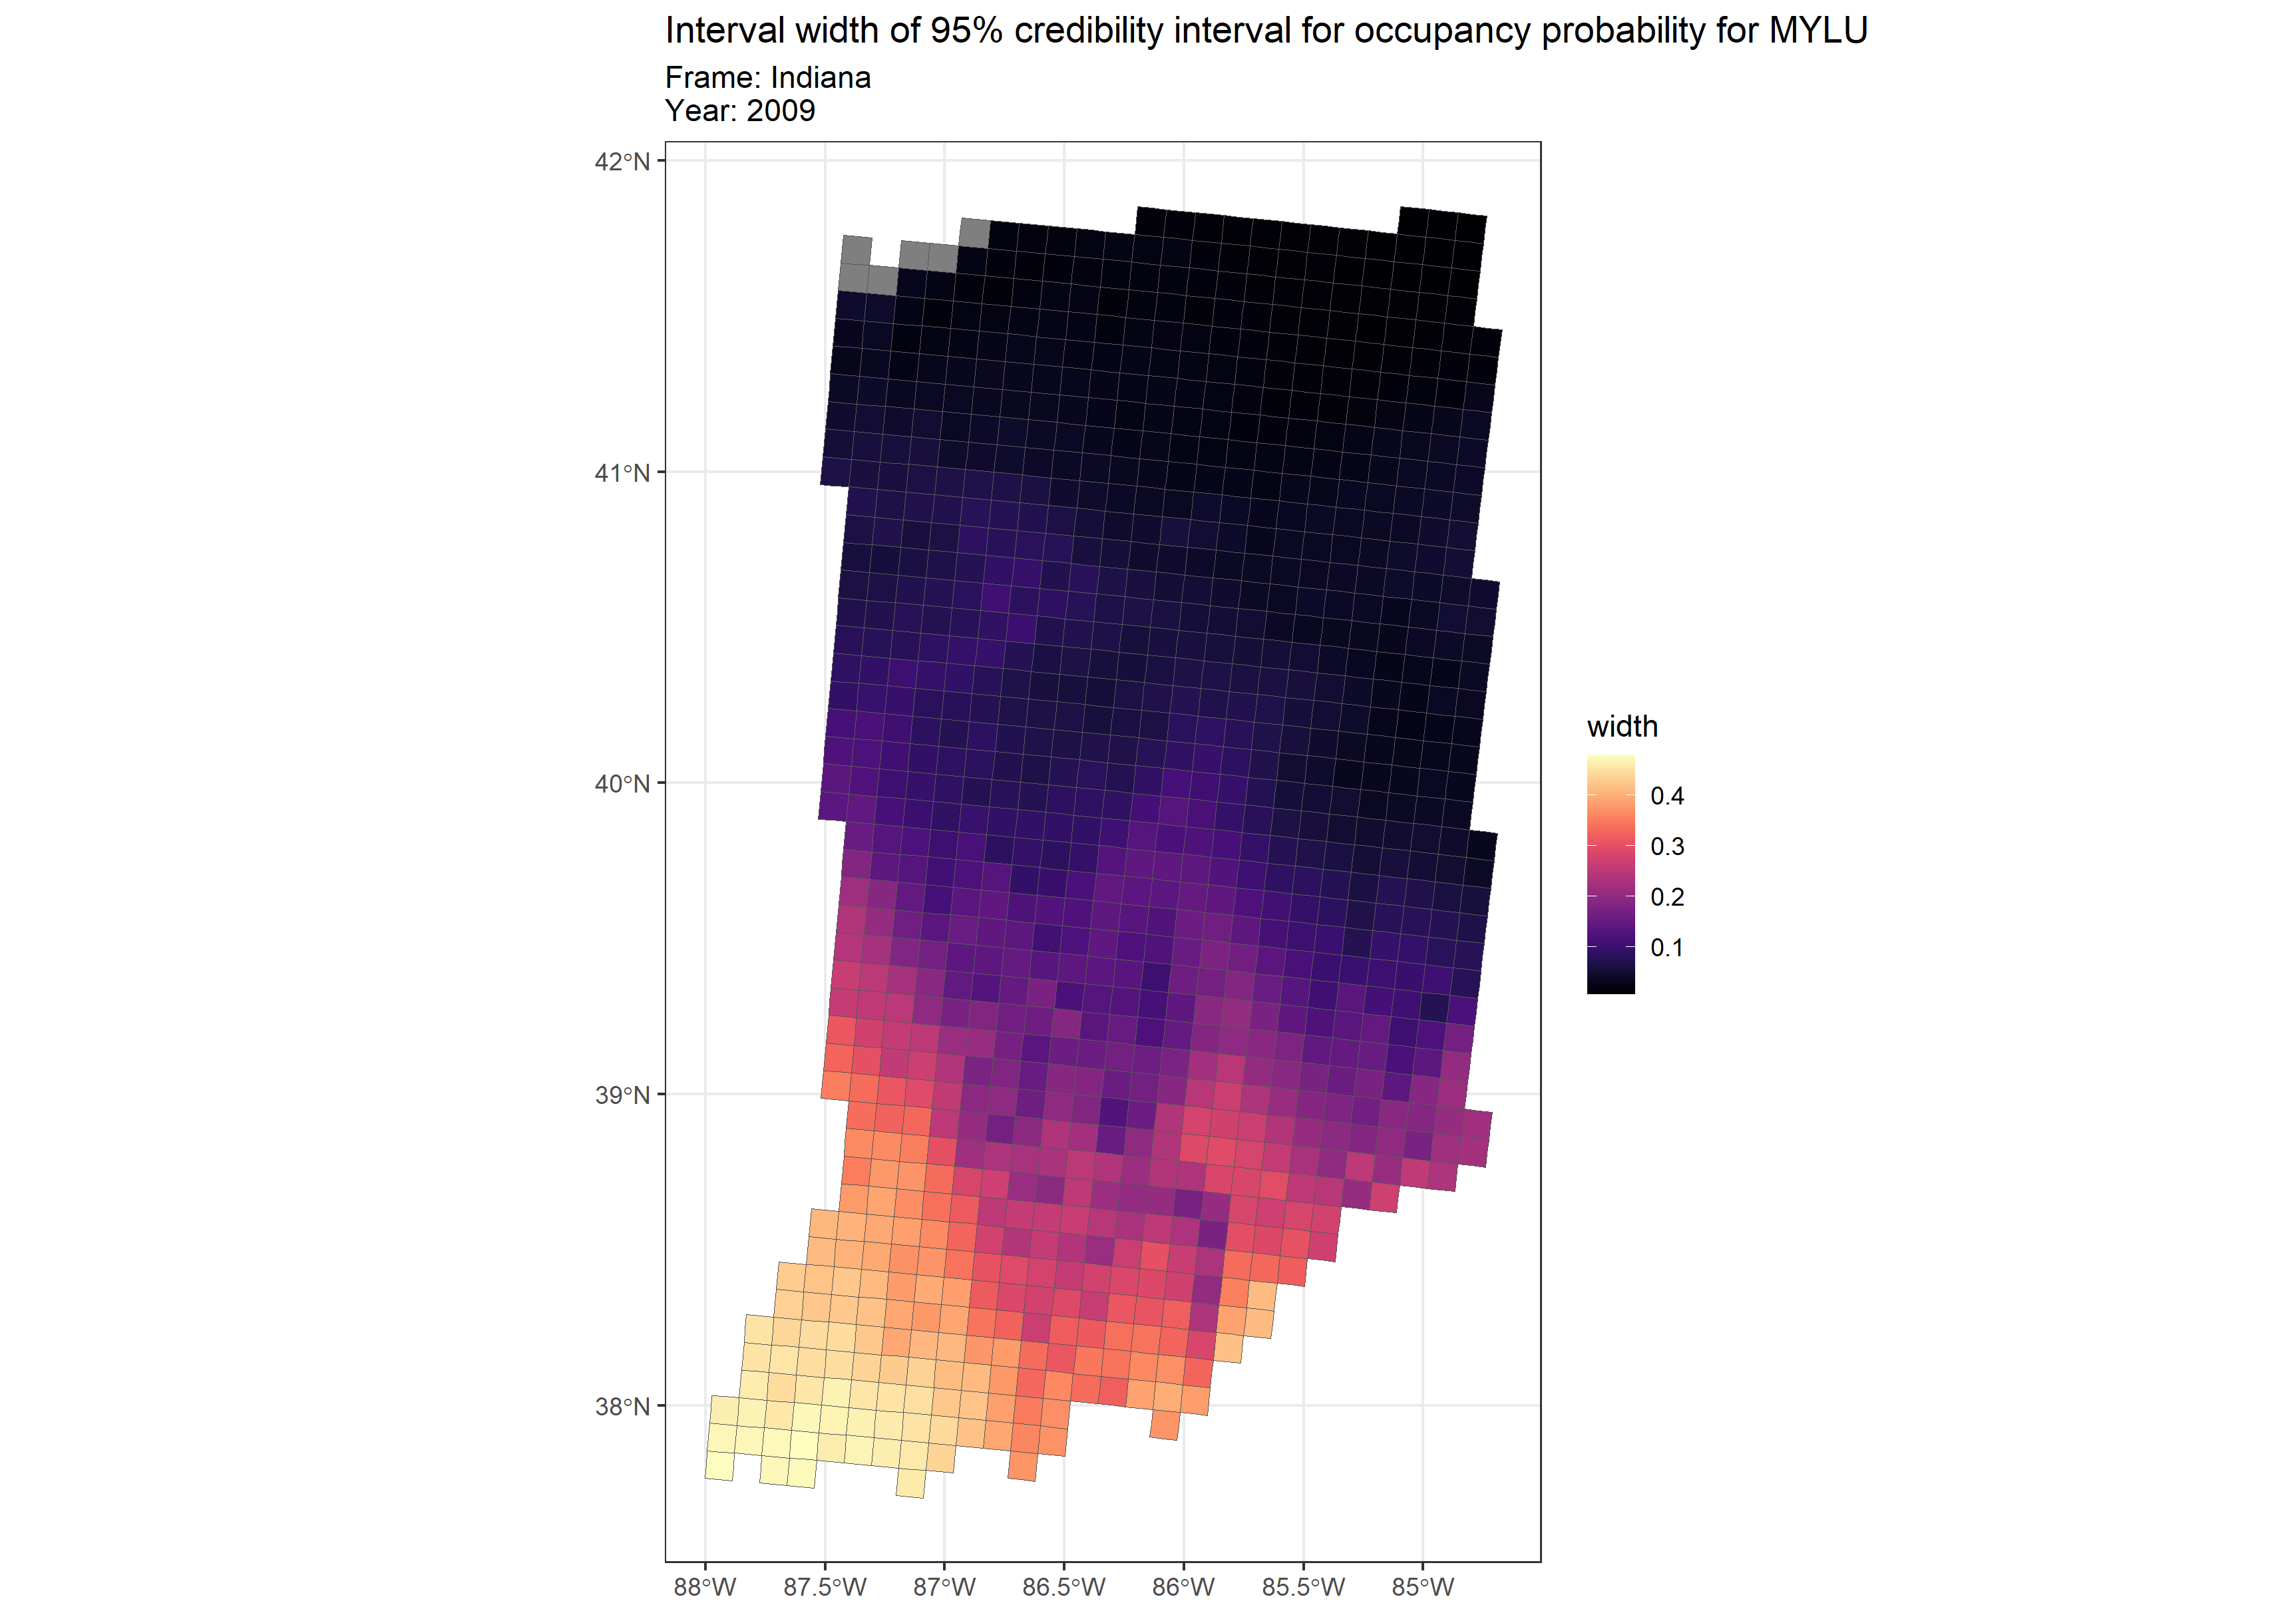 Interval width of 95% credibility interval for occupancy probability for MYLU
Frame: Indiana
Year: 2009
42°N
41°N
40°N
39°N
38°N
88°W 87.5°W 87°W 86.5°W 86°W 85.5°W 85°W
width
0.4
0.3
0.2
0.1